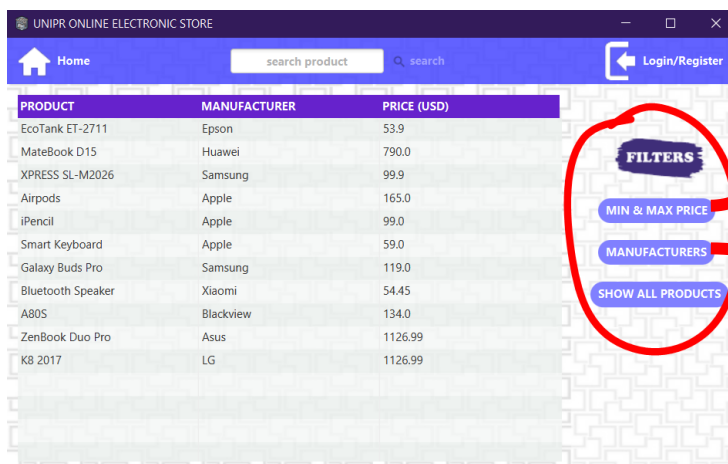 UNIPR ONLINE ELECTRONIC STORE
Home search product search Login/Register
PRODUCT MANUFACTURER PRICE (USD)
EcoTank ET-2711 Epson 53.9
MateBook D15 Huawei 790.0
XPRESS SL-M2026 Samsung 99.9
Airpods Apple 165.0
iPencil Apple 99.0
Smart Keyboard Apple 59.0
Galaxy Buds Pro Samsung 119.0
Bluetooth Speaker Xiaomi 54.45
A80S Blackview 134.0
ZenBook Duo Pro Asus 1126.99
K8 2017 LG 1126.99
FILTERS
MIN & MAX PRICE
MANUFACTURERS
SHOW ALL PRODUCTS